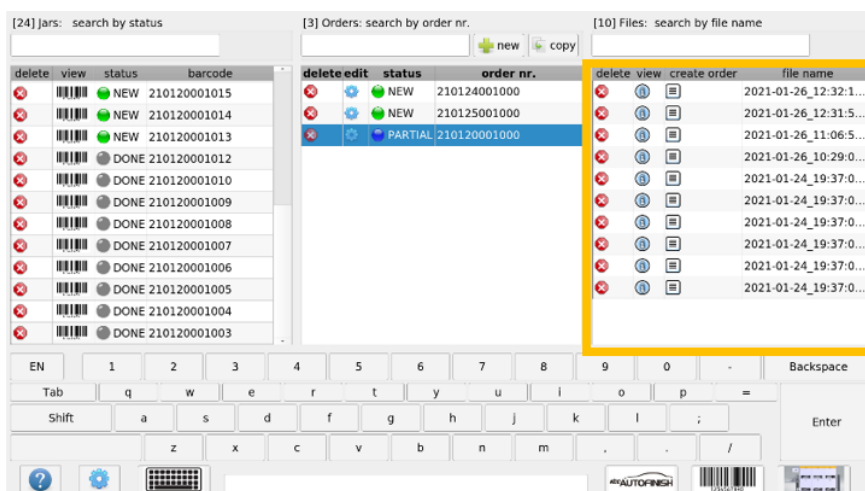 [24] Jars: search by status
[3] Orders: search by order nr.
[10] Files: search by file name
new copy
delete view status barcode
NEW 210120001015
NEW 210120001014
NEW 210120001013
DONE 210120001012
DONE 210120001010
DONE 210120001009
DONE 210120001008
DONE 210120001007
DONE 210120001006
DONE 210120001005
DONE 210120001004
DONE 210120001003
delete edit status order nr.
NEW 210124001000
NEW 210125001000
PARTIAL 210120001000
delete view create order file name
2021-01-26_12:32:1...
2021-01-26_12:31:5...
2021-01-26_11:06:5...
2021-01-26_10:29:0...
2021-01-24_19:37:0...
2021-01-24_19:37:0...
2021-01-24_19:37:0...
2021-01-24_19:37:0...
2021-01-24_19:37:0...
2021-01-24_19:37:0...
EN 1 2 3 4 5 6 7 8 9 0 - Backspace
Tab q w e r t y u i o p =
Shift a s d f g h j k l ; Enter
z x c v b n m , . /
? abcAUTOFINISH